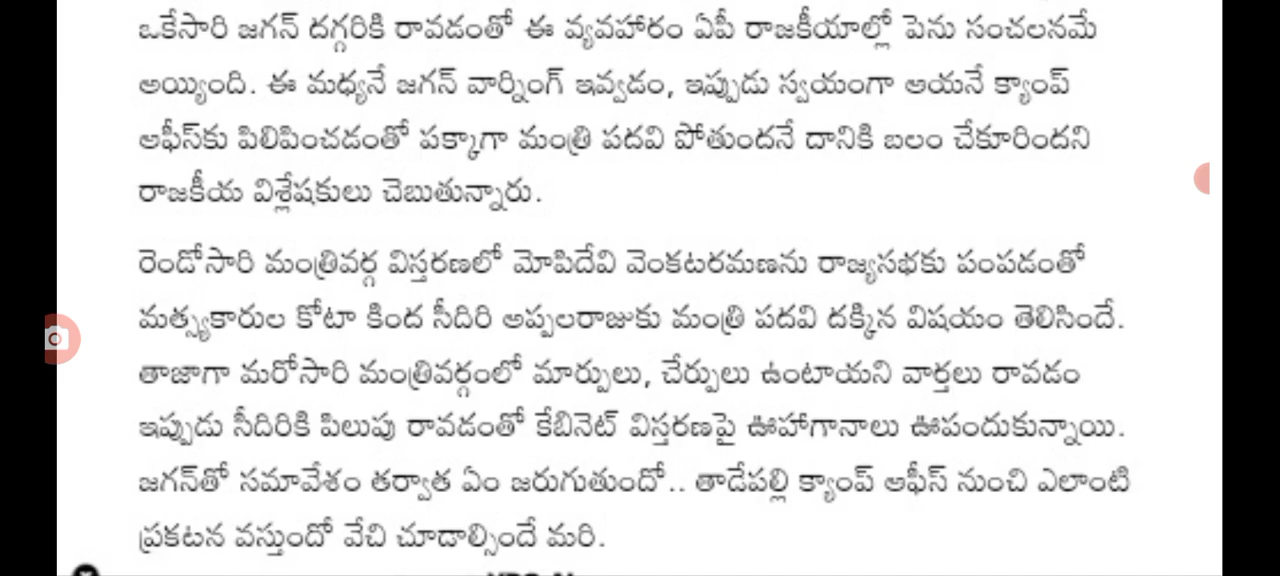 ఒకేసారి జగన్ దగ్గరికి రావడంతో ఈ వ్యవహారం ఏపీ రాజకీయాల్లో పెను సంచలనమే
అయ్యింది. ఈ మధ్యనే జగన్ వార్నింగ్ ఇవ్వడం, ఇప్పుడు స్వయంగా ఆయనే క్యాంప్
ఆఫీస్‌కు పిలిపించడంతో పక్కాగా మంత్రి పదవి పోతుందనే దానికి బలం చేకూరిందని
రాజకీయ విశ్లేషకులు చెబుతున్నారు.
రెండోసారి మంత్రివర్గ విస్తరణలో మోపిదేవి వెంకటరమణను రాజ్యసభకు పంపడంతో
మత్స్యకారుల కోటా కింద సీదిరి అప్పలరాజుకు మంత్రి పదవి దక్కిన విషయం తెలిసిందే.
తాజాగా మరోసారి మంత్రివర్గంలో మార్పులు, చేర్పులు ఉంటాయని వార్తలు రావడం
ఇప్పుడు సీదిరికి పిలుపు రావడంతో కేబినెట్ విస్తరణపై ఊహాగానాలు ఊపందుకున్నాయి.
జగన్‌తో సమావేశం తర్వాత ఏం జరుగుతుందో.. తాడేపల్లి క్యాంప్ ఆఫీస్ నుంచి ఎలాంటి
ప్రకటన వస్తుందో వేచి చూడాల్సిందే మరి.